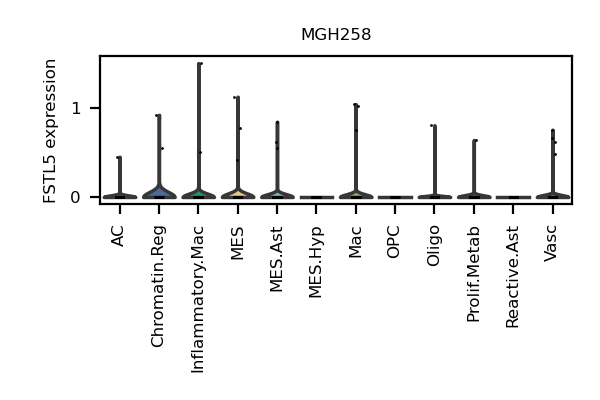 MGH258
FSTL5 expression
1
0
AC
Chromatin.Reg
Inflammatory.Mac
MES
MES.Ast
MES.Hyp
Mac
OPC
Oligo
Prolif.Metab
Reactive.Ast
Vasc